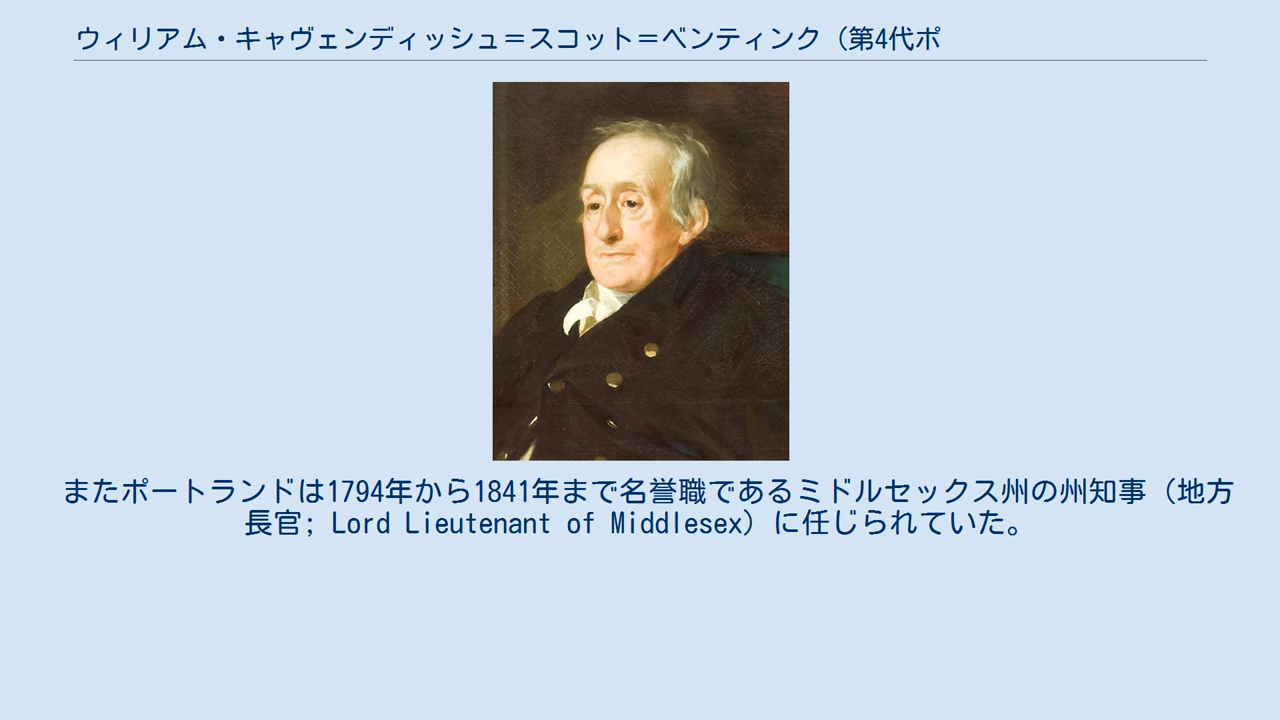 ウィリアム・キャヴェンディッシュ＝スコット＝ベンティンク（第4代ポ
またポートランドは1794年から1841年まで名誉職であるミドルセックス州の州知事（地方
長官; Lord Lieutenant of Middlesex）に任じられていた。